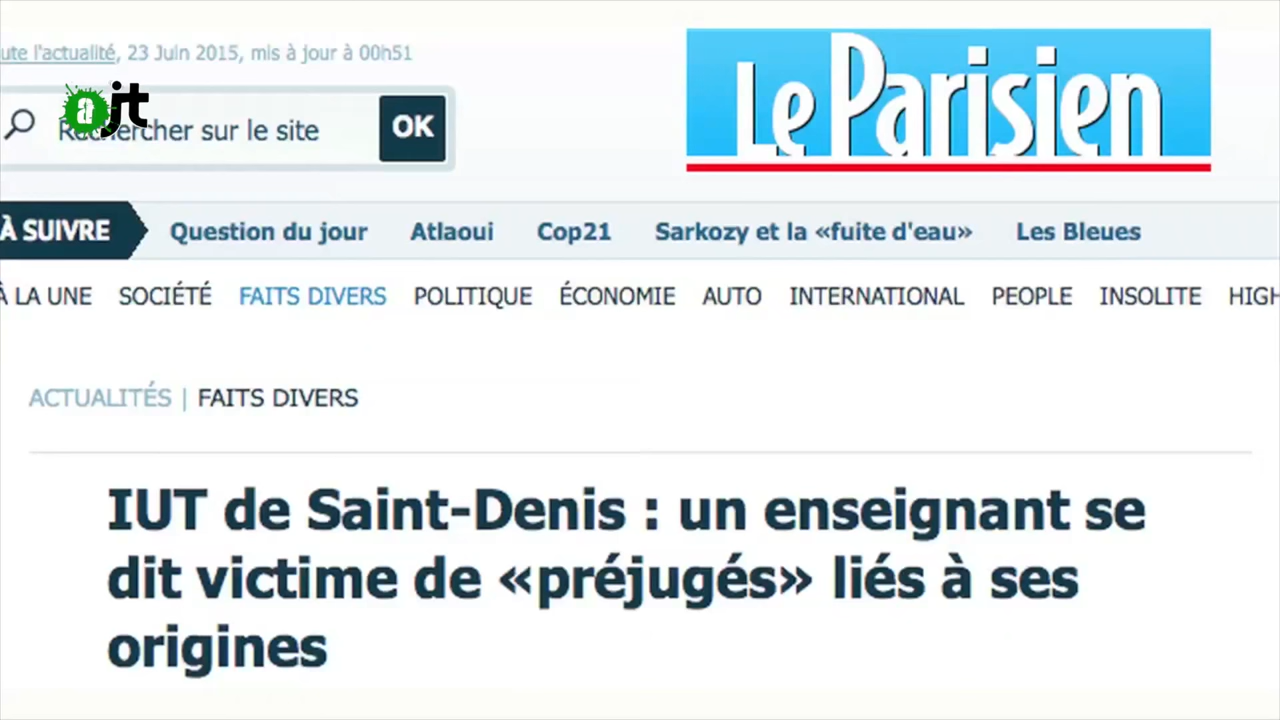 ute l'actualité, 23 Juin 2015, mis à jour à 00h51
Le Parisien
ajt
Rechercher sur le site
OK
À SUIVRE
Question du jour
Atlaoui
Cop21
Sarkozy et la «fuite d'eau»
Les Bleues
À LA UNE
SOCIÉTÉ
FAITS DIVERS
POLITIQUE
ÉCONOMIE
AUTO
INTERNATIONAL
PEOPLE
INSOLITE
HIGH
ACTUALITÉS | FAITS DIVERS
IUT de Saint-Denis : un enseignant se
dit victime de «préjugés» liés à ses
origines